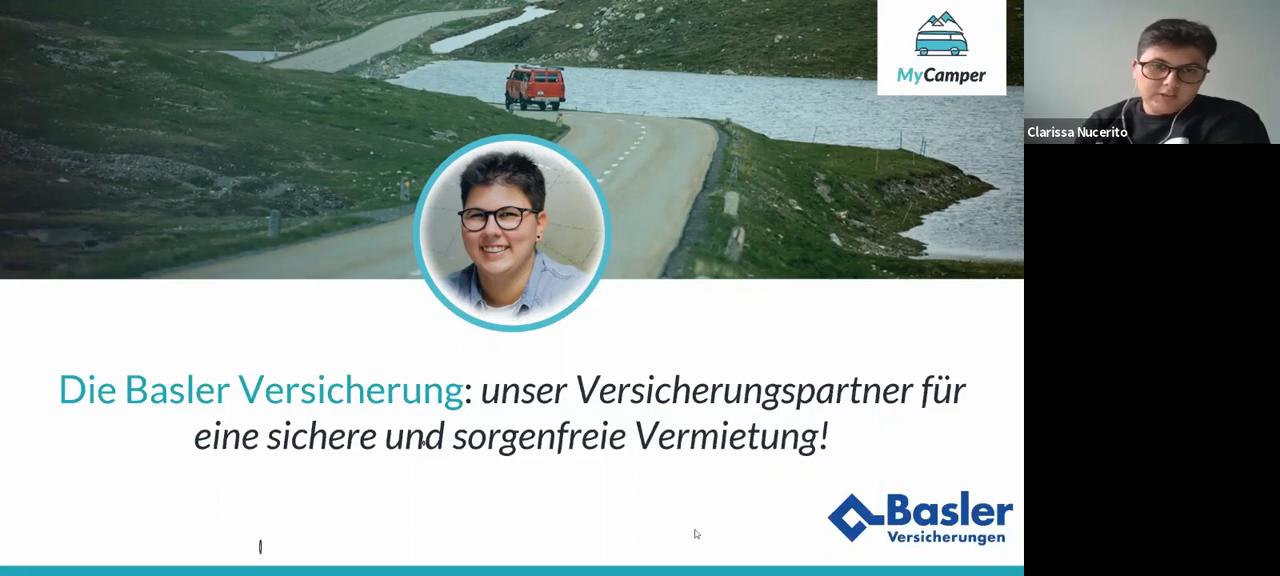 MyCamper
Clarissa Nucerito
Die Basler Versicherung: unser Versicherungspartner für
eine sichere und sorgenfreie Vermietung!
Basler
Versicherungen